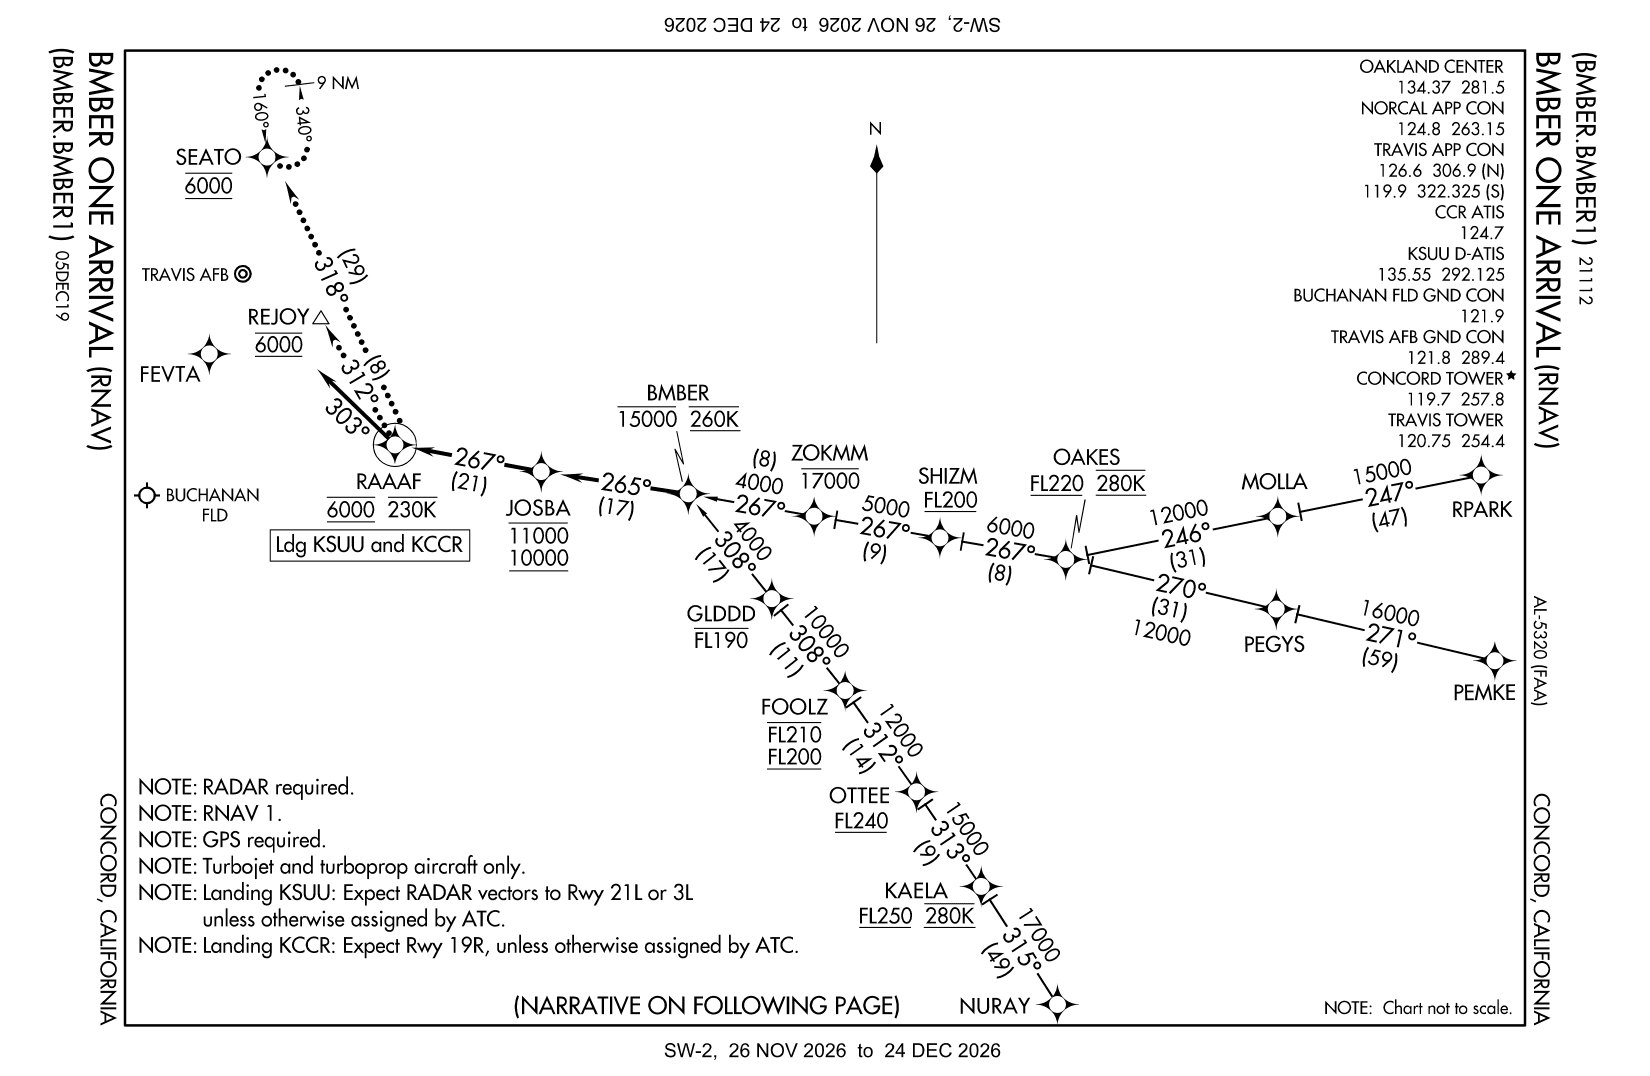 SW-2, 26 NOV 2026 to 24 DEC 2026
(BMBER.BMBER1) 05DEC19
BMBER ONE ARRIVAL (RNAV)
CONCORD, CALIFORNIA
(BMBER.BMBER1) 21112
BMBER ONE ARRIVAL (RNAV)
AI-5320 (FAA)
CONCORD, CALIFORNIA
OAKLAND CENTER
134.37 281.5
NORCAL APP CON
124.8 263.15
TRAVIS APP CON
126.6 306.9 (N)
119.9 322.325 (S)
CCR ATIS
124.7
KSUU D-ATIS
135.55 292.125
BUCHANAN FLD GND CON
121.9
TRAVIS AFB GND CON
121.8 289.4
CONCORD TOWER★
119.7 257.8
TRAVIS TOWER
120.75 254.4
N
9 NM
160°
340°
SEATO
6000
(29)
318°
TRAVIS AFB
REJOY
6000
(8)
312°
FEVTA
303°
RAAAF
6000 230K
Ldg KSUU and KCCR
BUCHANAN
FLD
267°
(21)
JOSBA
11000
10000
265°
(17)
BMBER
15000 260K
(8)
4000
267°
ZOKMM
17000
5000
267°
(9)
SHIZM
FL200
6000
267°
(8)
OAKES
FL220 280K
12000
246°
(31)
MOLLA
15000
247°
(47)
RPARK
270°
(31)
12000
PEGYS
16000
271°
(59)
PEMKE
4000
308°
(17)
GLDDD
FL190
10000
308°
(11)
FOOLZ
FL210
FL200
12000
312°
(14)
OTTEE
FL240
15000
313°
(9)
KAELA
FL250 280K
17000
315°
(49)
NURAY
NOTE: RADAR required.
NOTE: RNAV 1.
NOTE: GPS required.
NOTE: Turbojet and turboprop aircraft only.
NOTE: Landing KSUU: Expect RADAR vectors to Rwy 21L or 3L
unless otherwise assigned by ATC.
NOTE: Landing KCCR: Expect Rwy 19R, unless otherwise assigned by ATC.
(NARRATIVE ON FOLLOWING PAGE)
NOTE: Chart not to scale.
SW-2, 26 NOV 2026 to 24 DEC 2026